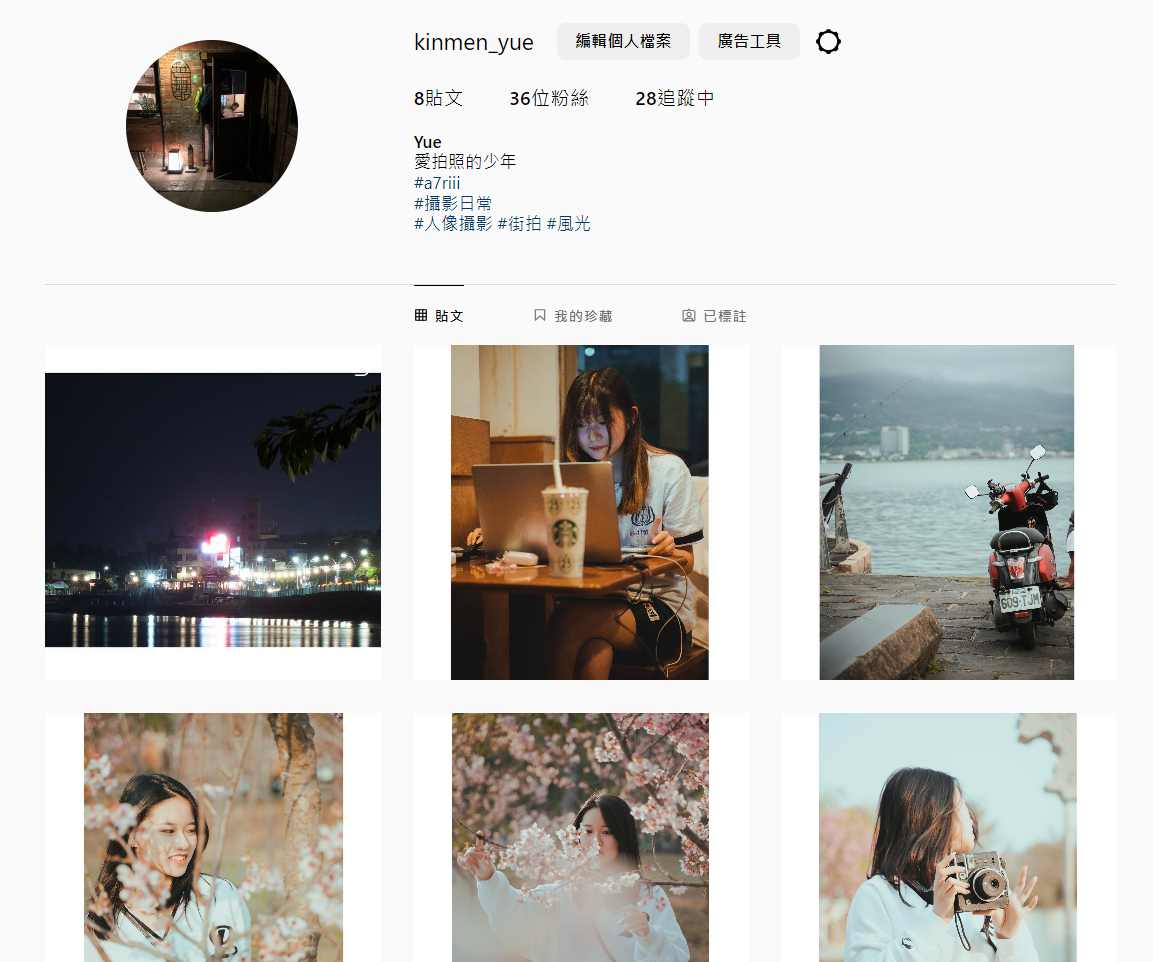 kinmen_yue 編輯個人檔案 廣告工具
8貼文 36位粉絲 28追蹤中
Yue
愛拍照的少年
#a7riii
#攝影日常
#人像攝影 #街拍 #風光
貼文 我的珍藏 已標註
609-TJM